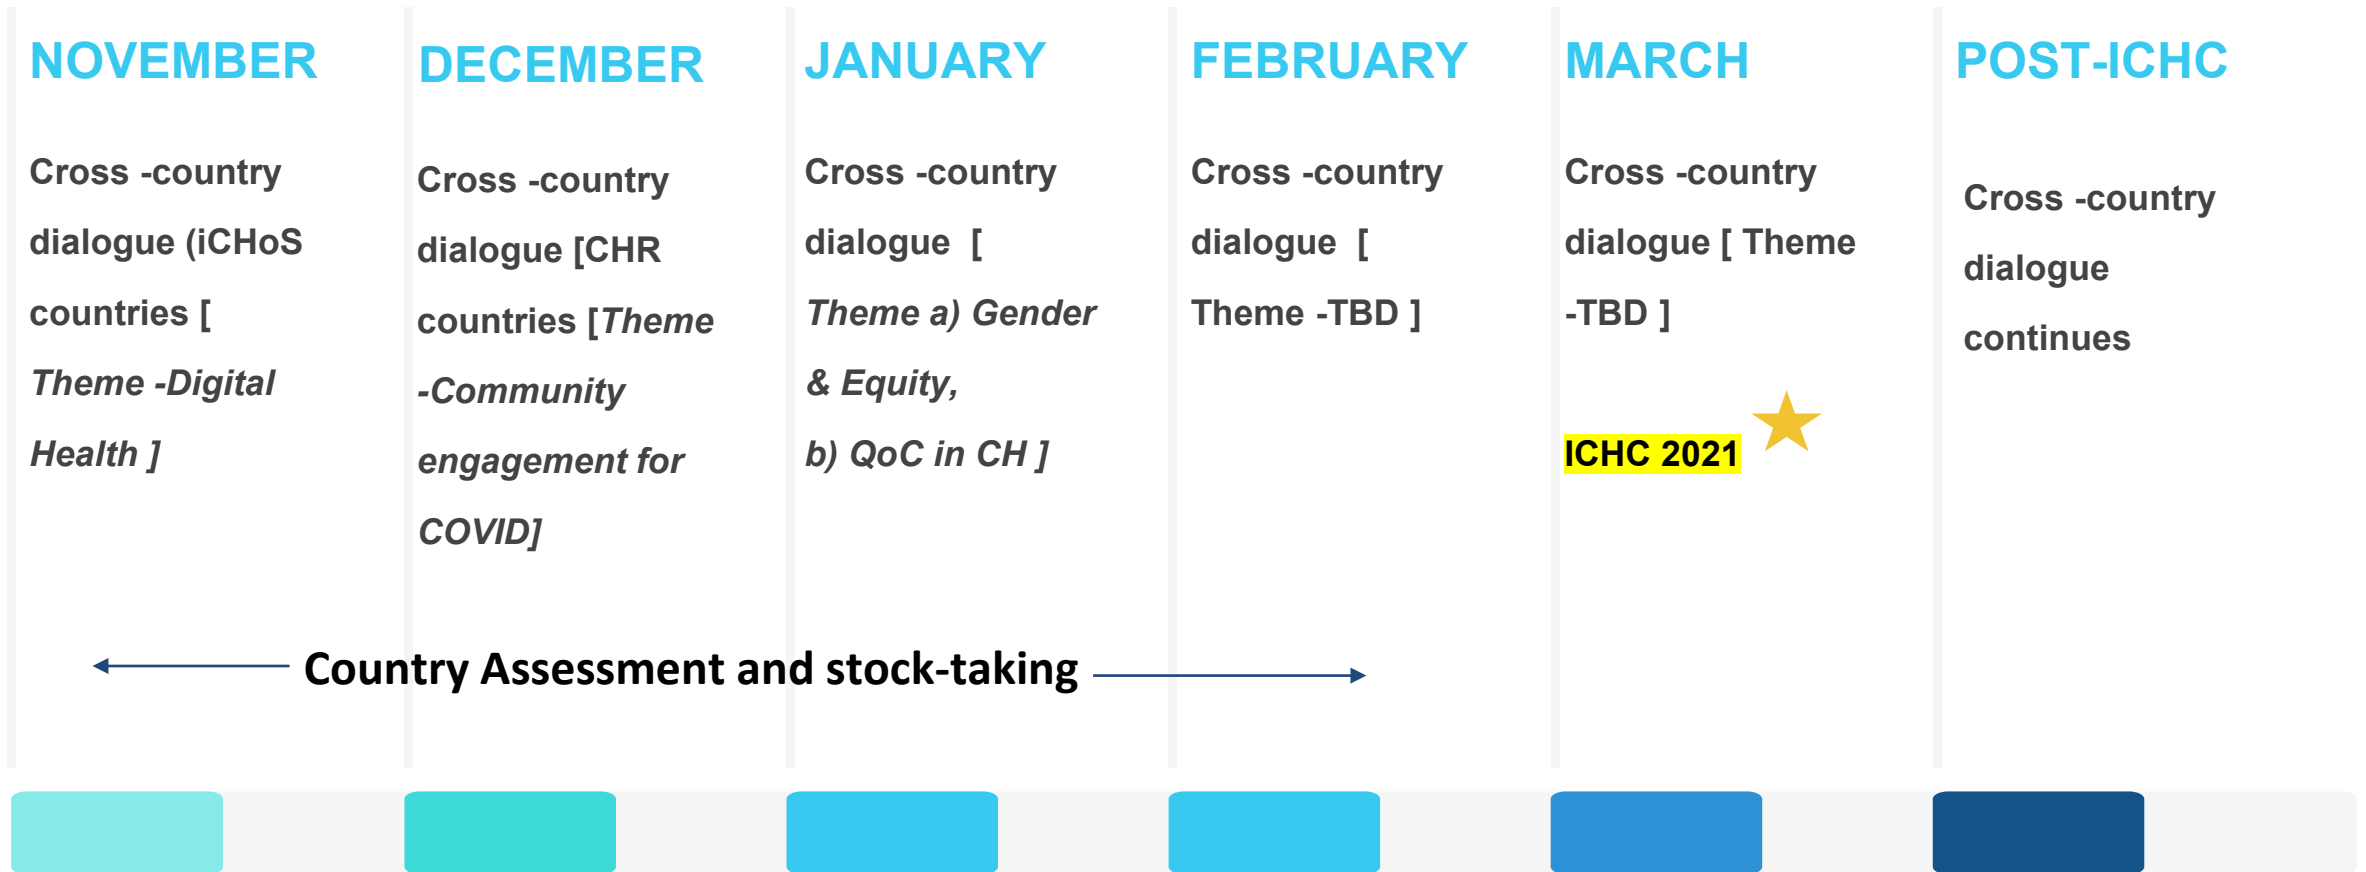 NOVEMBER
Cross -country
dialogue (iCHoS
countries [
Theme -Digital
Health ]
DECEMBER
Cross -country
dialogue [CHR
countries [Theme
-Community
engagement for
COVID]
JANUARY
Cross -country
dialogue  [
Theme a) Gender
& Equity,
b) QoC in CH ]
FEBRUARY
Cross -country
dialogue  [
Theme -TBD ]
MARCH
Cross -country
dialogue [ Theme
-TBD ]
ICHC 2021
POST-ICHC
Cross -country
dialogue
continues
Country Assessment and stock-taking